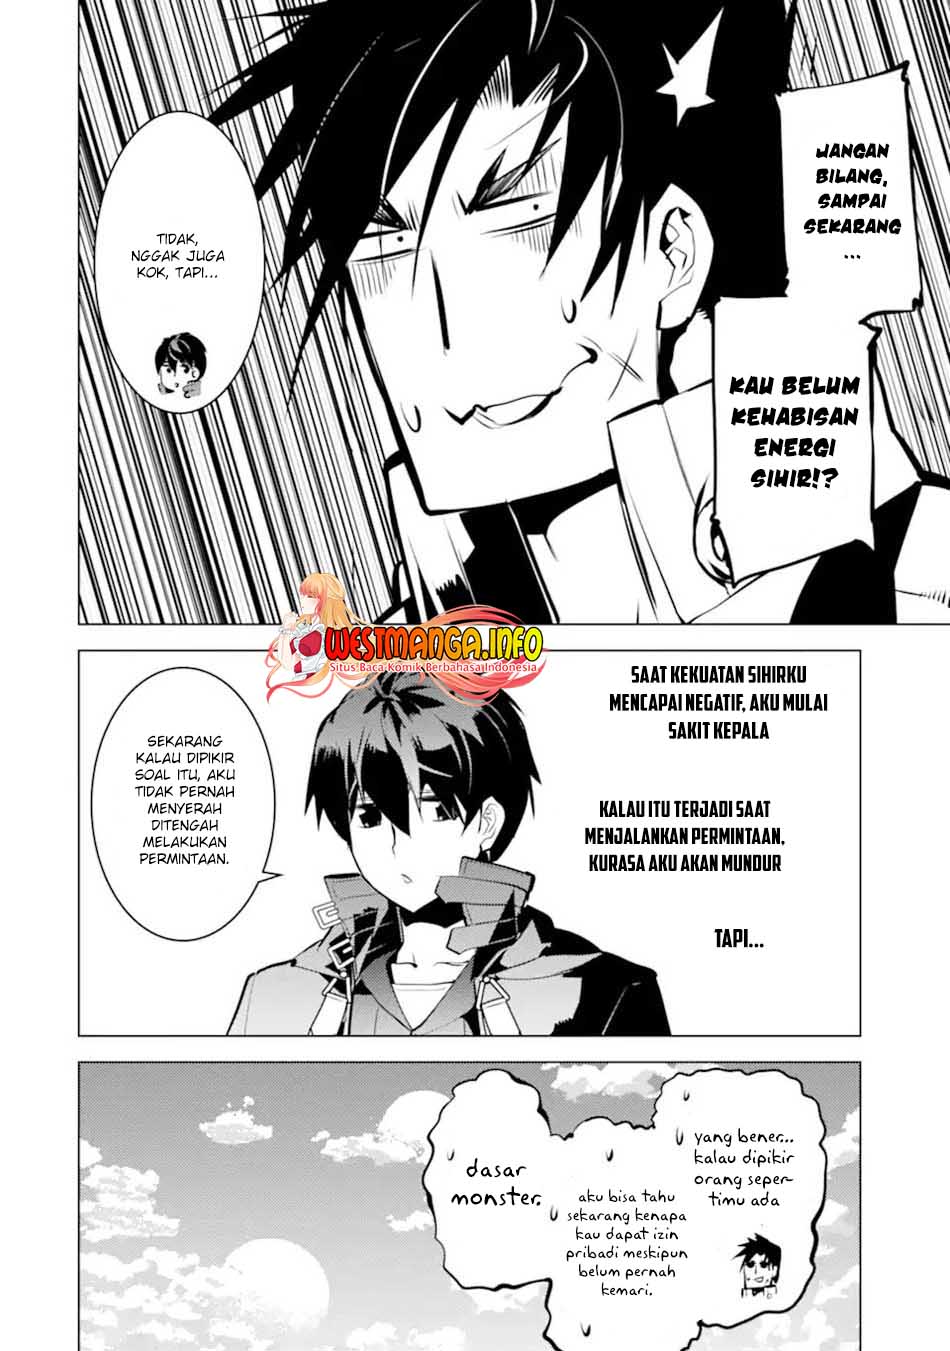 JANGAN
BILANG,
SAMPAI
SEKARANG
...
KAU BELUM
KEHABISAN
ENERGI
SIHIR!?
TIDAK,
NGGAK JUGA
KOK, TAPI...
WESTMANGA.INFO
Situs Baca Komik Berbahasa Indonesia
SAAT KEKUATAN SIHIRKU
MENCAPAI NEGATIF, AKU MULAI
SAKIT KEPALA
KALAU ITU TERJADI SAAT
MENJALANKAN PERMINTAAN,
KURASA AKU AKAN MUNDUR
TAPI...
SEKARANG
KALAU DIPIKIR
SOAL ITU, AKU
TIDAK PERNAH
MENYERAH
DITENGAH
MELAKUKAN
PERMINTAAN.
yang bener...
kalau dipikir
orang seper-
timu ada
aku bisa tahu
sekarang kenapa
kau dapat izin
pribadi meskipun
belum pernah
kemari.
dasar
monster.